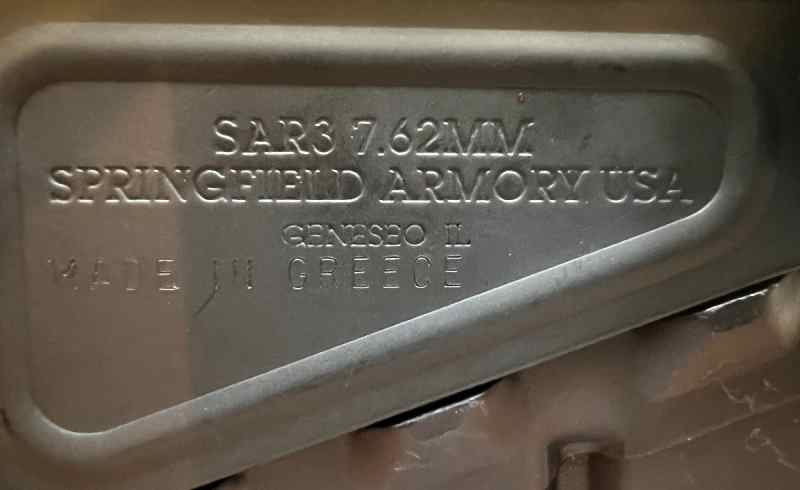 SAR3 7.62MM
SPRINGFIELD ARMORY USA
GENESEO IL
MADE IN GREECE